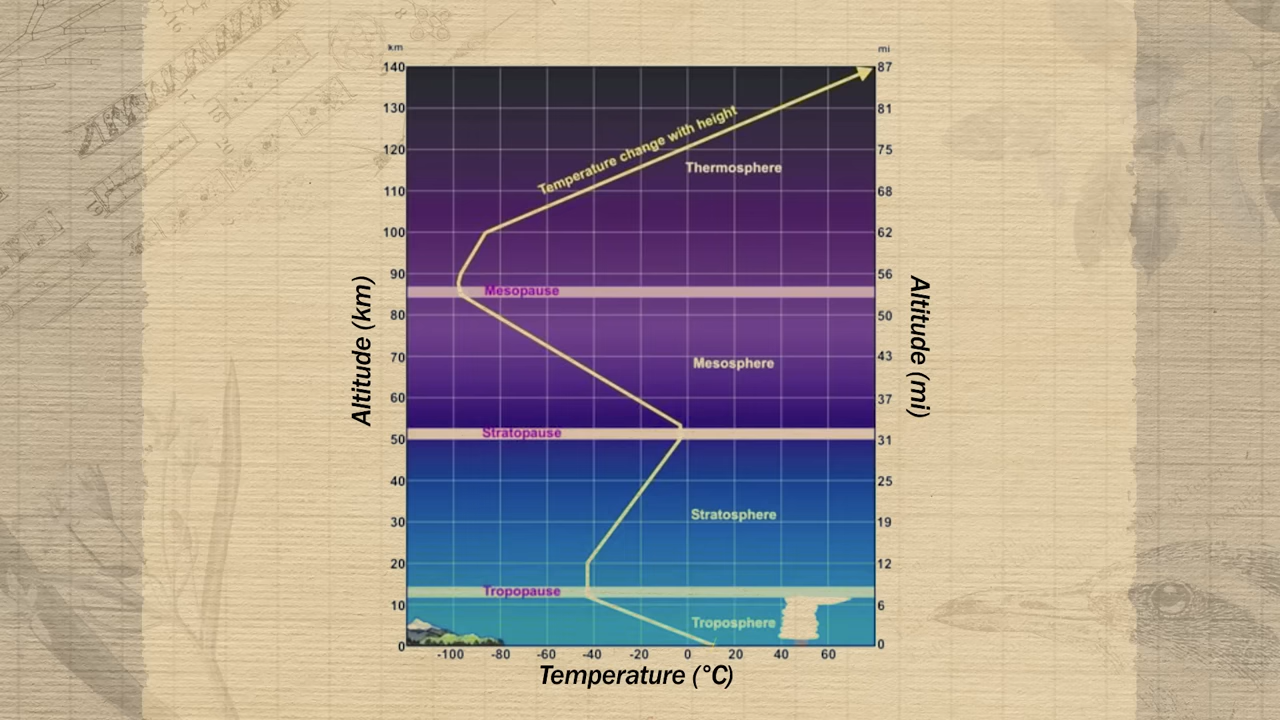 km
mi
140
87
130
81
Temperature change with height
120
75
Thermosphere
110
68
100
62
90
56
Mesopause
80
50
Altitude (km)
Altitude (mi)
70
43
Mesosphere
60
37
Stratopause
50
31
40
25
Stratosphere
30
19
20
12
Tropopause
10
6
Troposphere
0
0
-100 -80 -60 -40 -20 0 20 40 60
Temperature (°C)